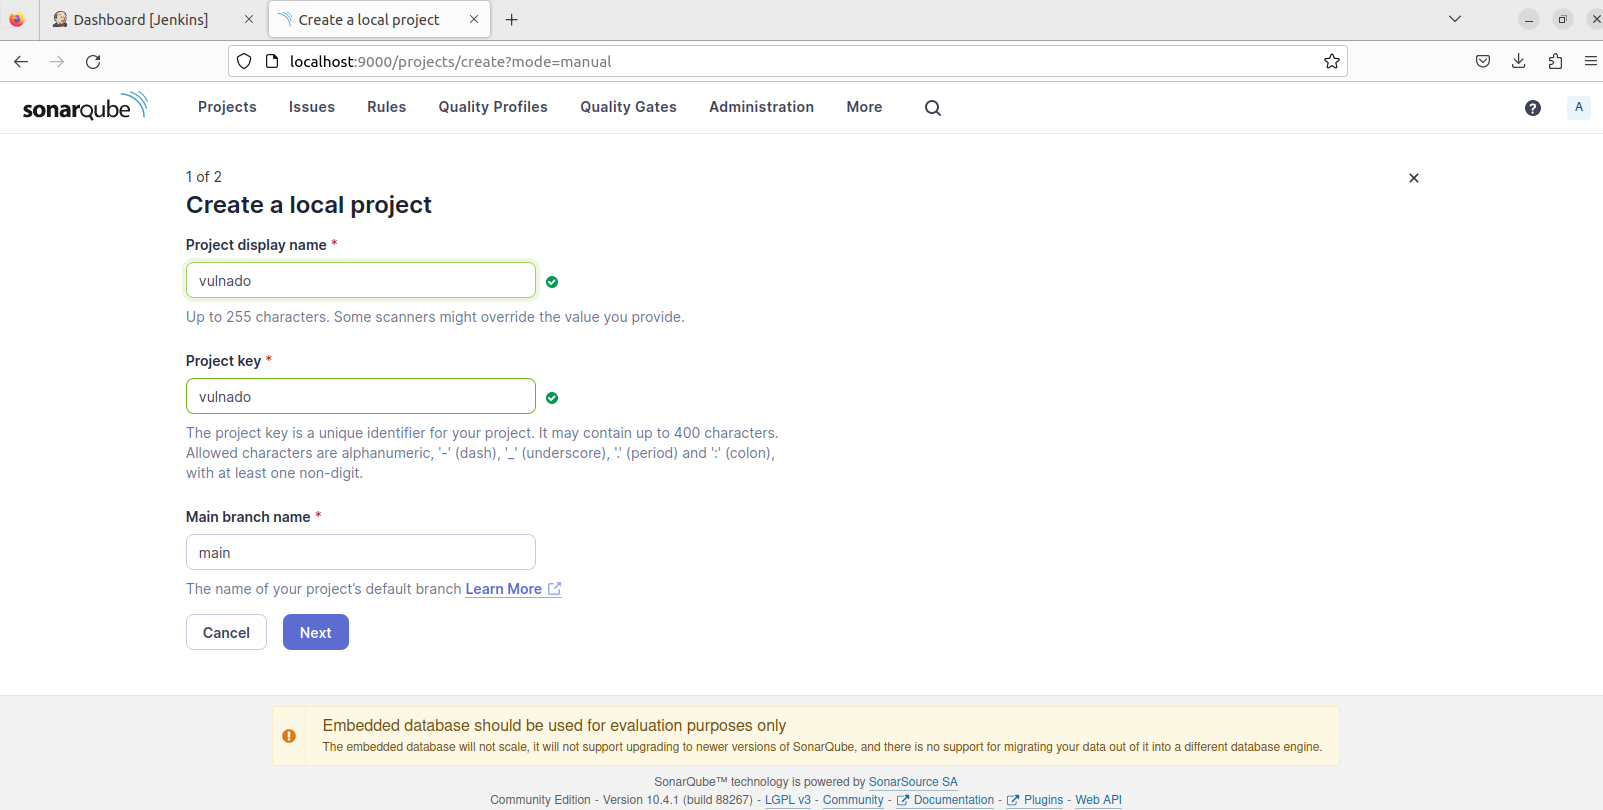 Dashboard [Jenkins]
Create a local project
localhost:9000/projects/create?mode=manual
sonarqube
Projects Issues Rules Quality Profiles Quality Gates Administration More
A
1 of 2
Create a local project
Project display name *
vulnado
Up to 255 characters. Some scanners might override the value you provide.
Project key *
vulnado
The project key is a unique identifier for your project. It may contain up to 400 characters.
Allowed characters are alphanumeric, '-' (dash), '_' (underscore), '.' (period) and ':' (colon),
with at least one non-digit.
Main branch name *
main
The name of your project's default branch Learn More
Cancel Next
Embedded database should be used for evaluation purposes only
The embedded database will not scale, it will not support upgrading to newer versions of SonarQube, and there is no support for migrating your data out of it into a different database engine.
SonarQube™ technology is powered by SonarSource SA
Community Edition - Version 10.4.1 (build 88267) - LGPL v3 - Community - Documentation - Plugins - Web API